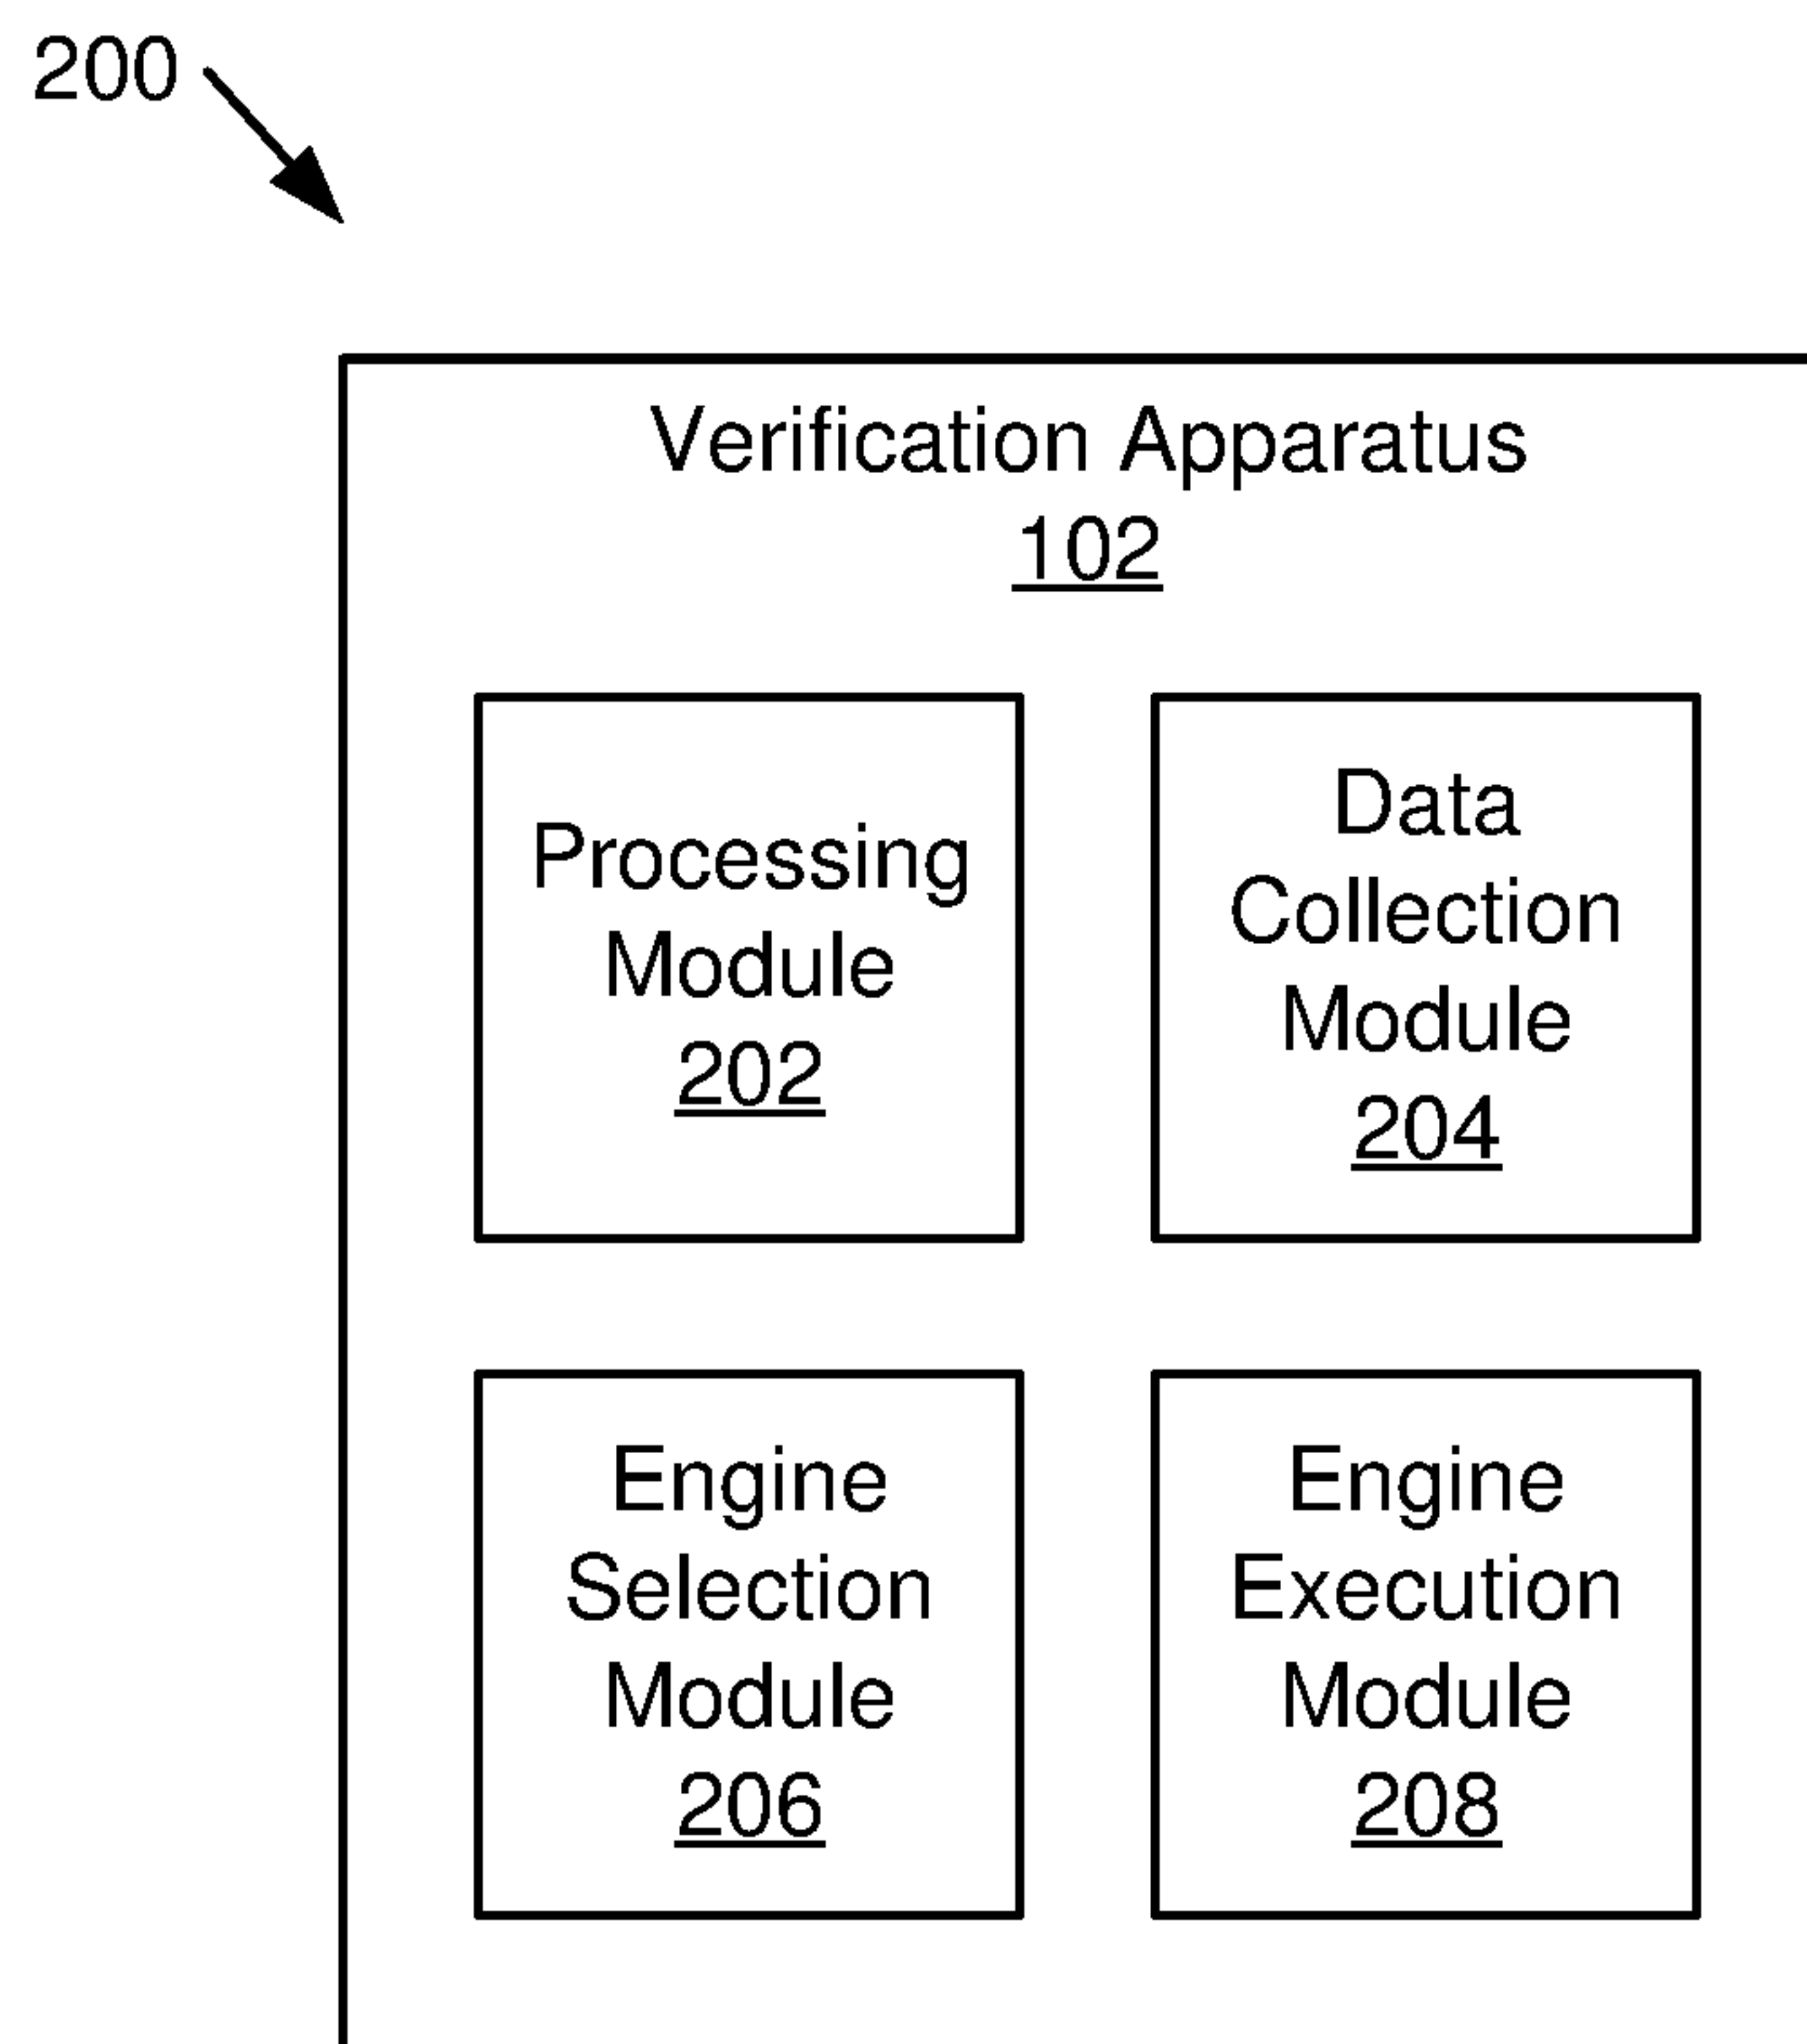 200
Verification Apparatus
102
Processing
Module
202
Data
Collection
Module
204
Engine
Selection
Module
206
Engine
Execution
Module
208